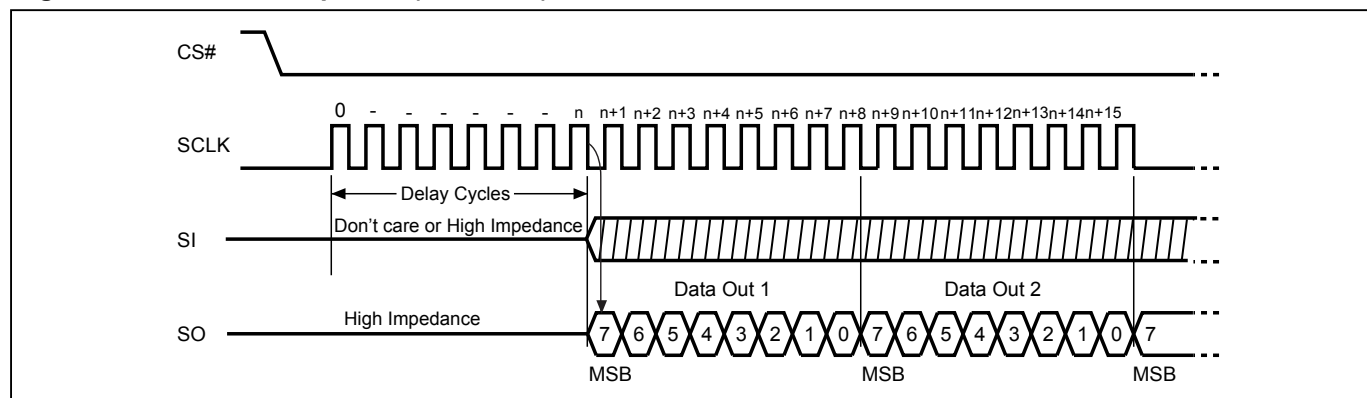 CS#
0 - - - - - - n n+1 n+2 n+3 n+4 n+5 n+6 n+7 n+8 n+9 n+10 n+11 n+12 n+13 n+14 n+15
SCLK
Delay Cycles
Don't care or High Impedance
SI
Data Out 1 Data Out 2
High Impedance
SO 7 6 5 4 3 2 1 0 7 6 5 4 3 2 1 0 7
MSB MSB MSB